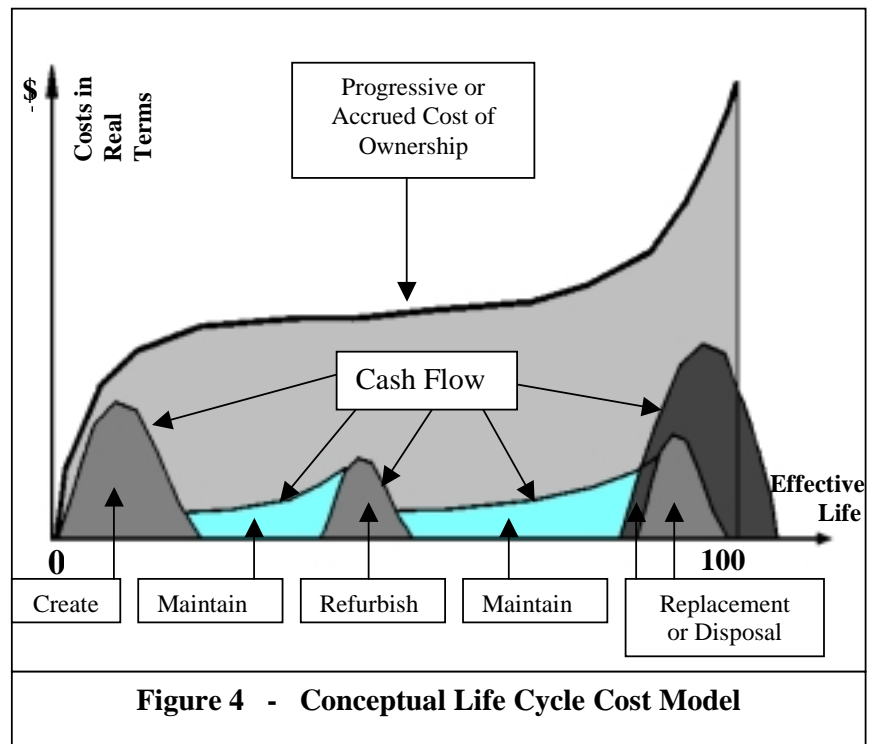 $
Costs in
Real
Terms
Progressive or
Accrued Cost of
Ownership
Cash Flow
Effective
Life
0
100
Create
Maintain
Refurbish
Maintain
Replacement
or Disposal
Figure 4 - Conceptual Life Cycle Cost Model